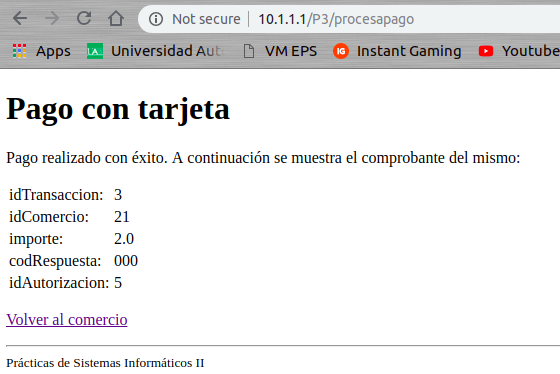 Not secure | 10.1.1.1/P3/procesapago
Apps Universidad Aut VM EPS Instant Gaming Youtube
Pago con tarjeta
Pago realizado con éxito. A continuación se muestra el comprobante del mismo:
idTransaccion: 3
idComercio: 21
importe: 2.0
codRespuesta: 000
idAutorizacion: 5
Volver al comercio
Prácticas de Sistemas Informáticos II